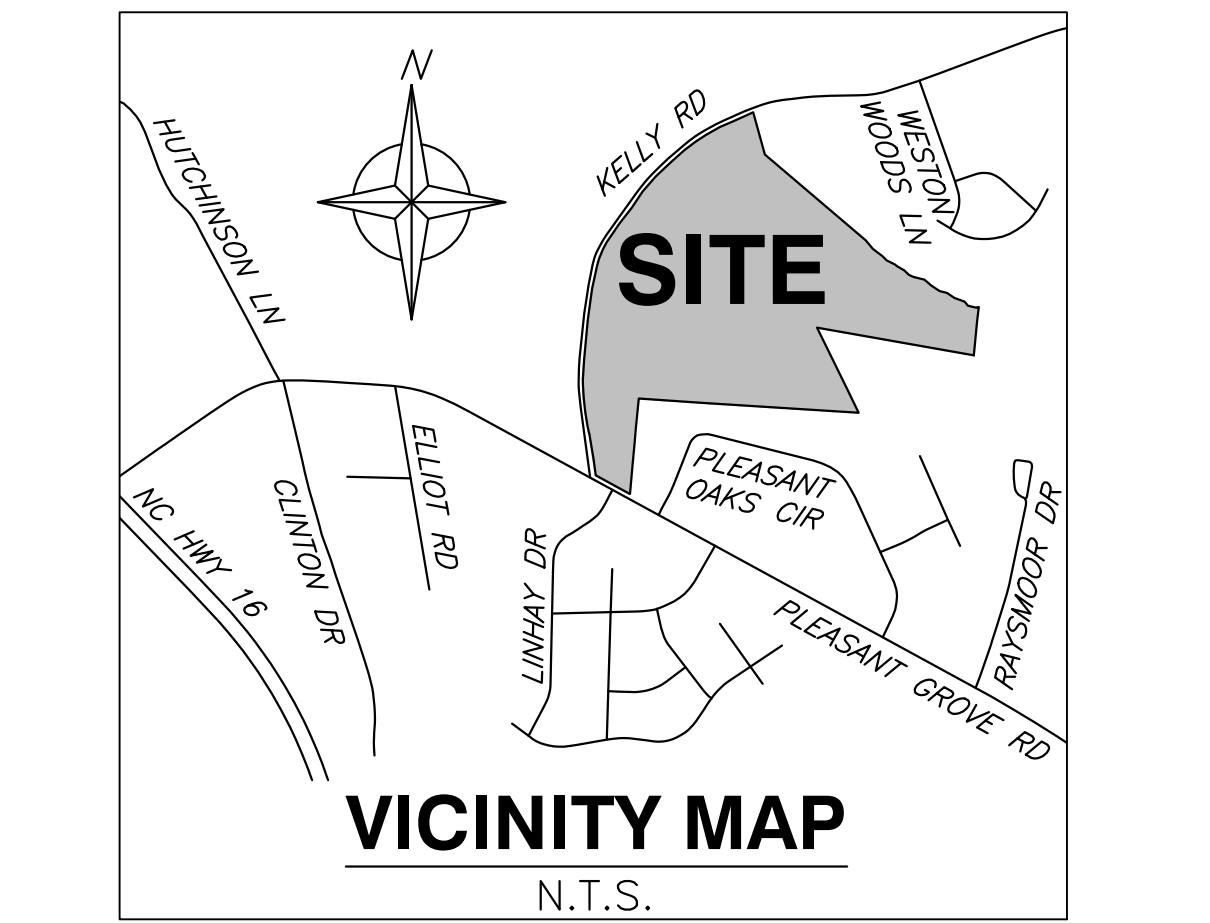 N
KELLY RD
HUTCHINSON LN
WESTON
WOODS LN
SITE
ELLIOT RD
PLEASANT
OAKS CIR
NC HWY 16
CLINTON DR
LINHAY DR
RAYSMOOR DR
PLEASANT GROVE RD
VICINITY MAP
N.T.S.